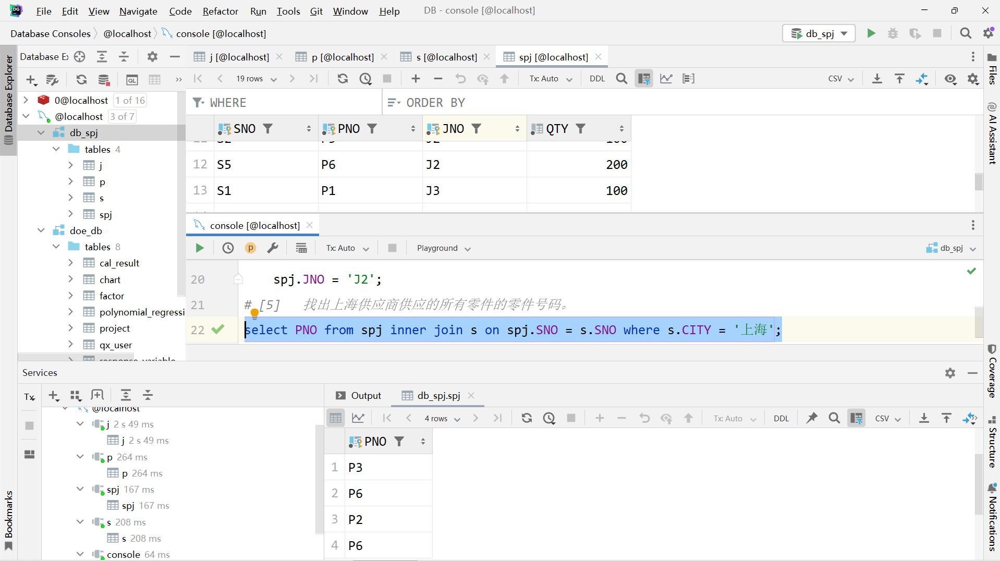 File Edit View Navigate Code Refactor Run Tools Git Window Help DB - console [@localhost]
Database Consoles @localhost console [@localhost] db_spj
Database Explorer
Database Ex
j [@localhost] p [@localhost] s [@localhost] spj [@localhost]
QL
19 rows Tx: Auto DDL CSV
WHERE ORDER BY
SNO PNO JNO QTY
12 S5 P6 J2 200
13 S1 P1 J3 100
0@localhost 1 of 16
@localhost 3 of 7
db_spj
tables 4
j
p
s
spj
doe_db
tables 8
cal_result
chart
factor
polynomial_regressi
project
qx_user
response_variable
console [@localhost]
p Tx: Auto Playground db_spj
20 spj.JNO = 'J2';
21 # [5] 找出上海供应商供应的所有零件的零件号码。
22 select PNO from spj inner join s on spj.SNO = s.SNO where s.CITY = '上海';
Services
Tx
@localhost
j 2 s 49 ms
j 2 s 49 ms
p 264 ms
p 264 ms
spj 167 ms
spj 167 ms
s 208 ms
s 208 ms
console 64 ms
Output db_spj.spj
4 rows Tx: Auto DDL CSV
PNO
1 P3
2 P6
3 P2
4 P6
Bookmarks
Files
AI Assistant
Coverage
Structure
Notifications